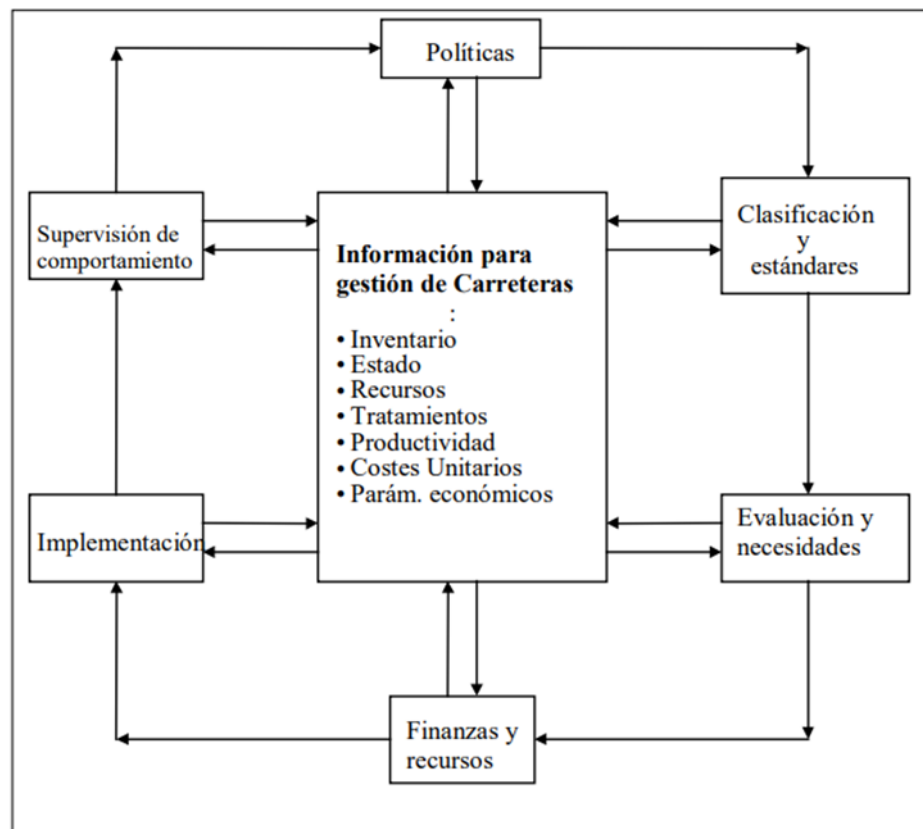 Políticas
Supervisión de
comportamiento
Información para
gestión de Carreteras
:
• Inventario
• Estado
• Recursos
• Tratamientos
• Productividad
• Costes Unitarios
• Parám. económicos
Clasificación
y
estándares
Implementación
Evaluación y
necesidades
Finanzas y
recursos